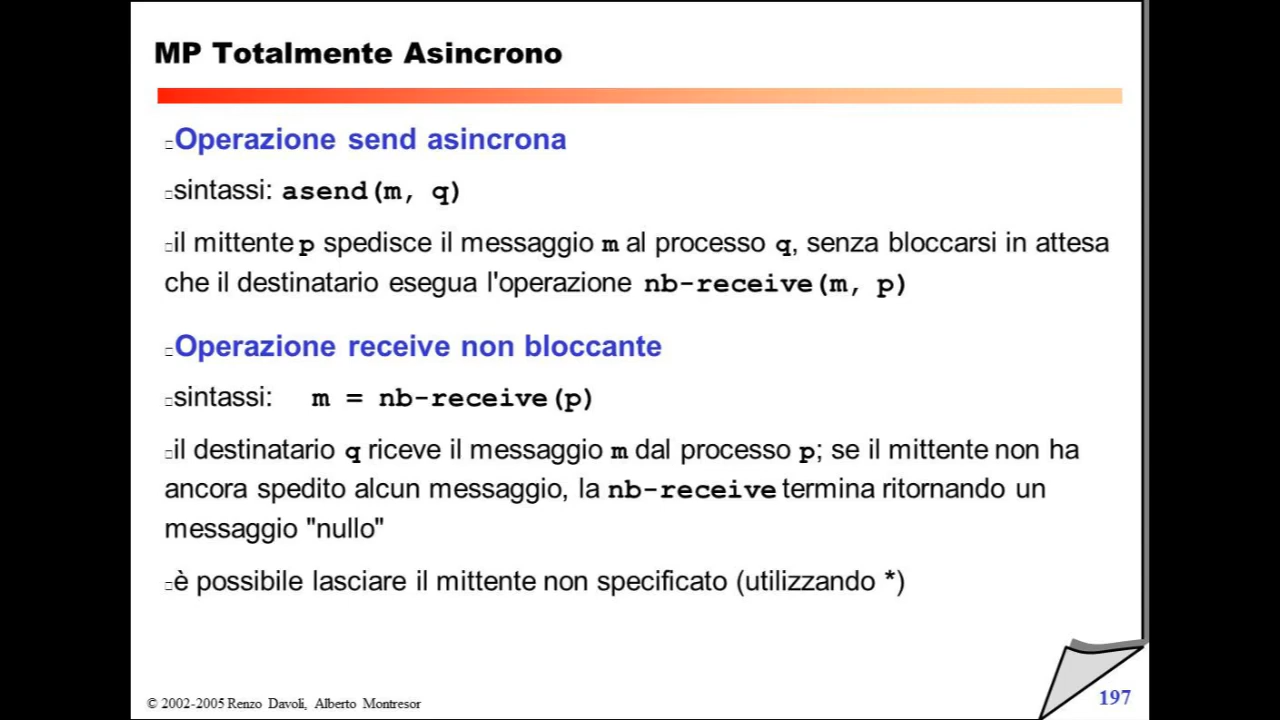 MP Totalmente Asincrono
Operazione send asincrona
sintassi: asend(m, q)
il mittente p spedisce il messaggio m al processo q, senza bloccarsi in attesa
che il destinatario esegua l'operazione nb-receive(m, p)
Operazione receive non bloccante
sintassi: m = nb-receive(p)
il destinatario q riceve il messaggio m dal processo p; se il mittente non ha
ancora spedito alcun messaggio, la nb-receive termina ritornando un
messaggio "nullo"
è possibile lasciare il mittente non specificato (utilizzando *)
© 2002-2005 Renzo Davoli, Alberto Montresor
197